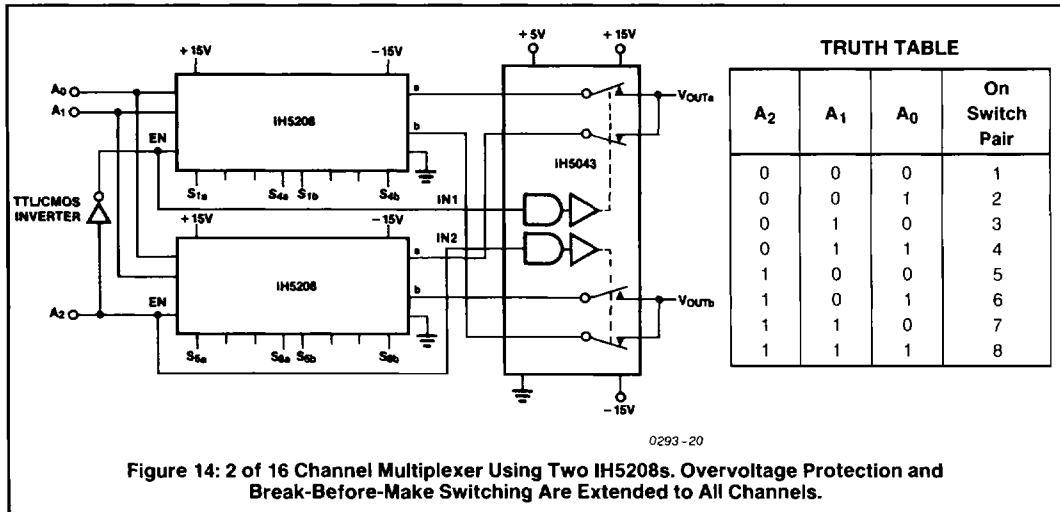 +5V
+15V
+15V
-15V
A0
A1
EN
IH5208
a
b
VOUTa
IH5043
S1a
S4a
S1b
S4b
TTL/CMOS
INVERTER
+15V
-15V
IN1
IN2
A2
EN
IH5208
a
b
VOUTb
S5a
S8a
S5b
S8b
-15V
TRUTH TABLE
A2 A1 A0 On Switch Pair
0 0 0 1
0 0 1 2
0 1 0 3
0 1 1 4
1 0 0 5
1 0 1 6
1 1 0 7
1 1 1 8
0293-20
Figure 14: 2 of 16 Channel Multiplexer Using Two IH5208s. Overvoltage Protection and
Break-Before-Make Switching Are Extended to All Channels.